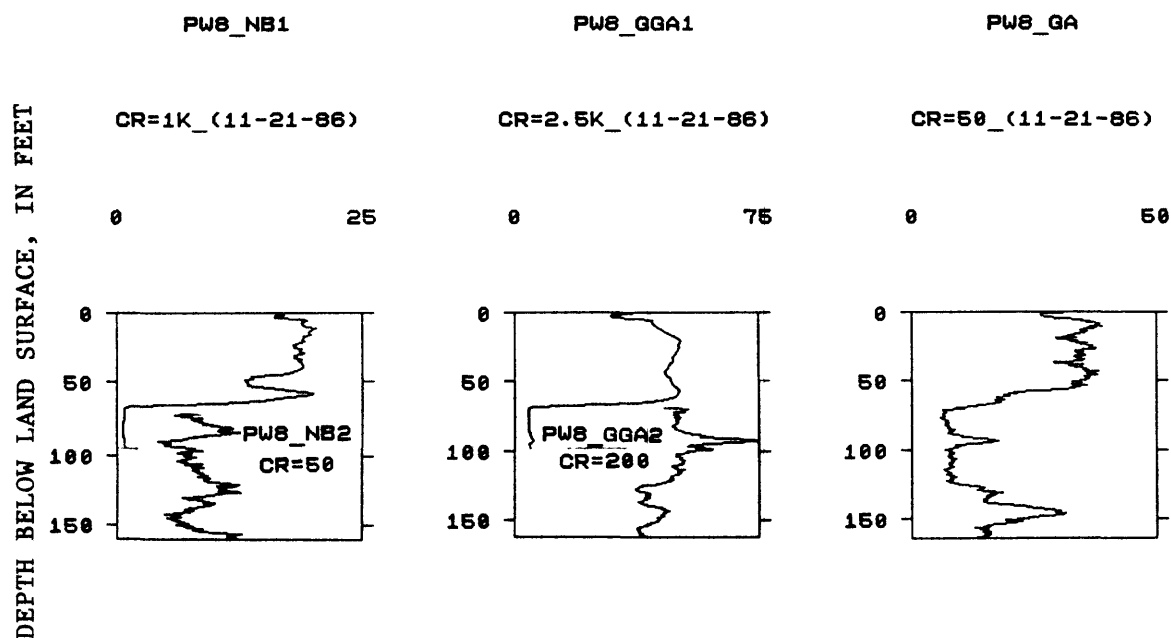 DEPTH BELOW LAND SURFACE, IN FEET
PW8_NB1
CR=1K_(11-21-86)
0 25
0
50
100
150
PW8_NB2
CR=50
PW8_GGA1
CR=2.5K_(11-21-86)
0 75
0
50
100
150
PW8_GGA2
CR=200
PW8_GA
CR=50_(11-21-86)
0 50
0
50
100
150